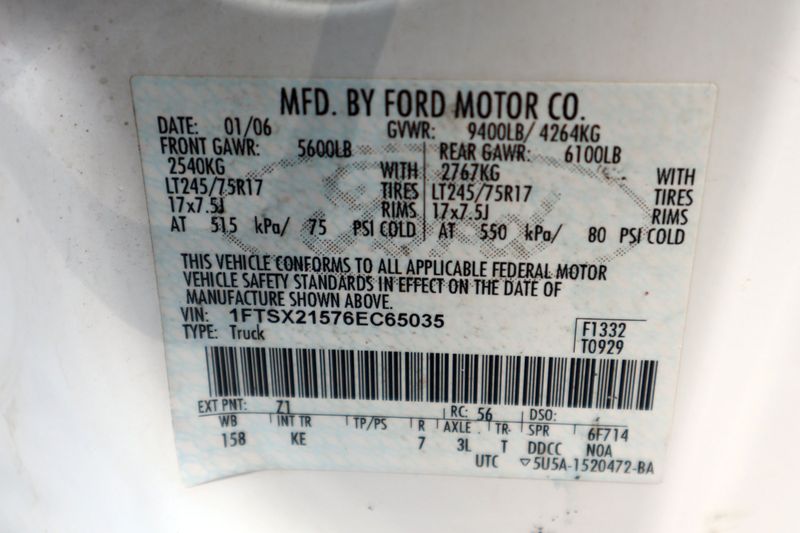 MFD. BY FORD MOTOR CO.
DATE: 01/06 GVWR: 9400LB/ 4264KG
FRONT GAWR: 5600LB REAR GAWR: 6100LB
2540KG WITH 2767KG WITH
LT245/75R17 TIRES LT245/75R17 TIRES
17x7.5J RIMS 17x7.5J RIMS
AT 515 kPa/ 75 PSI COLD AT 550 kPa/ 80 PSI COLD
THIS VEHICLE CONFORMS TO ALL APPLICABLE FEDERAL MOTOR
VEHICLE SAFETY STANDARDS IN EFFECT ON THE DATE OF
MANUFACTURE SHOWN ABOVE.
VIN: 1FTSX21576EC65035
TYPE: Truck
F1332
T0929
EXT PNT: Z1 RC: 56 DSO:
WB INT TR TP/PS R AXLE TR- SPR 6F714
158 KE 7 3L T DDCC N0A
UTC ▽5U5A-1520472-BA